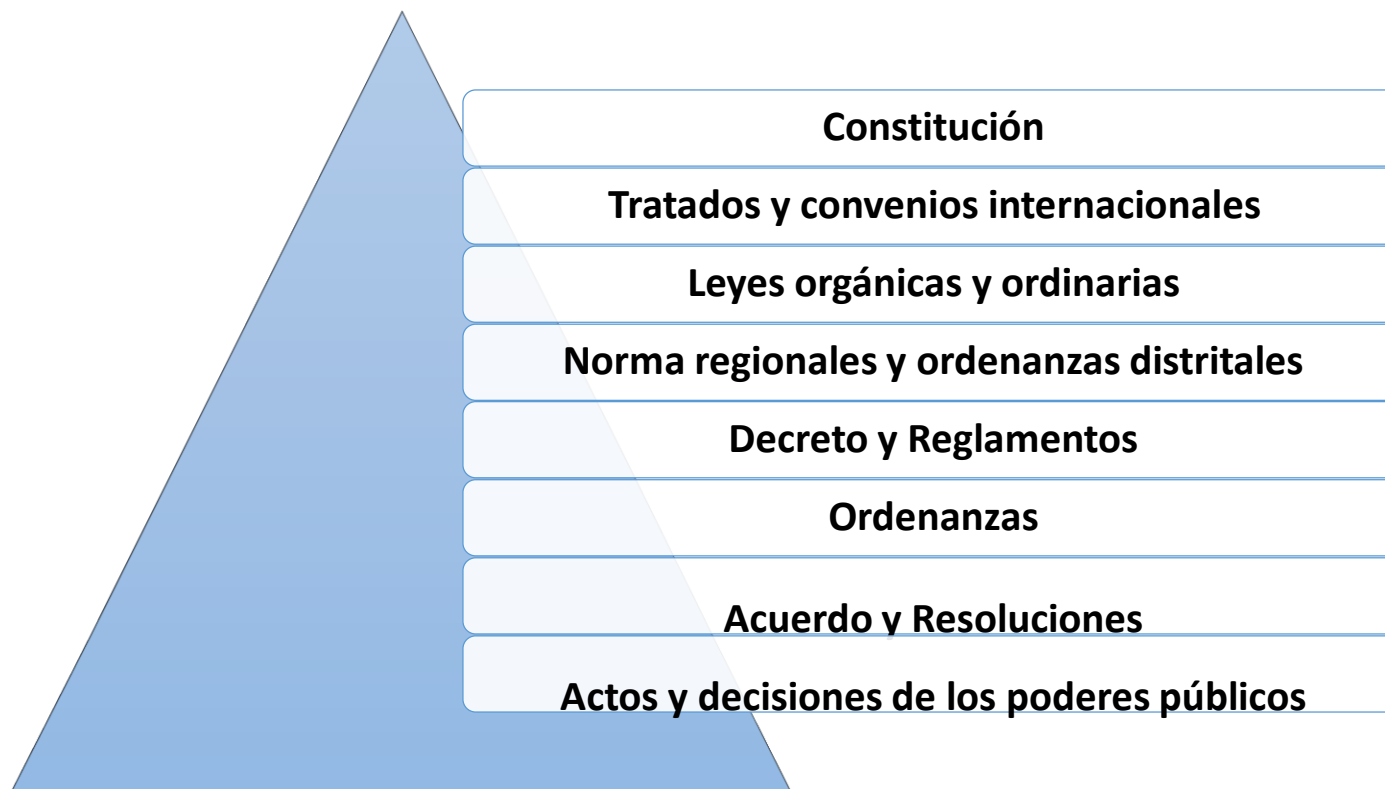 Constitución
Tratados y convenios internacionales
Leyes orgánicas y ordinarias
Norma regionales y ordenanzas distritales
Decreto y Reglamentos
Ordenanzas
Acuerdo y Resoluciones
Actos y decisiones de los poderes públicos